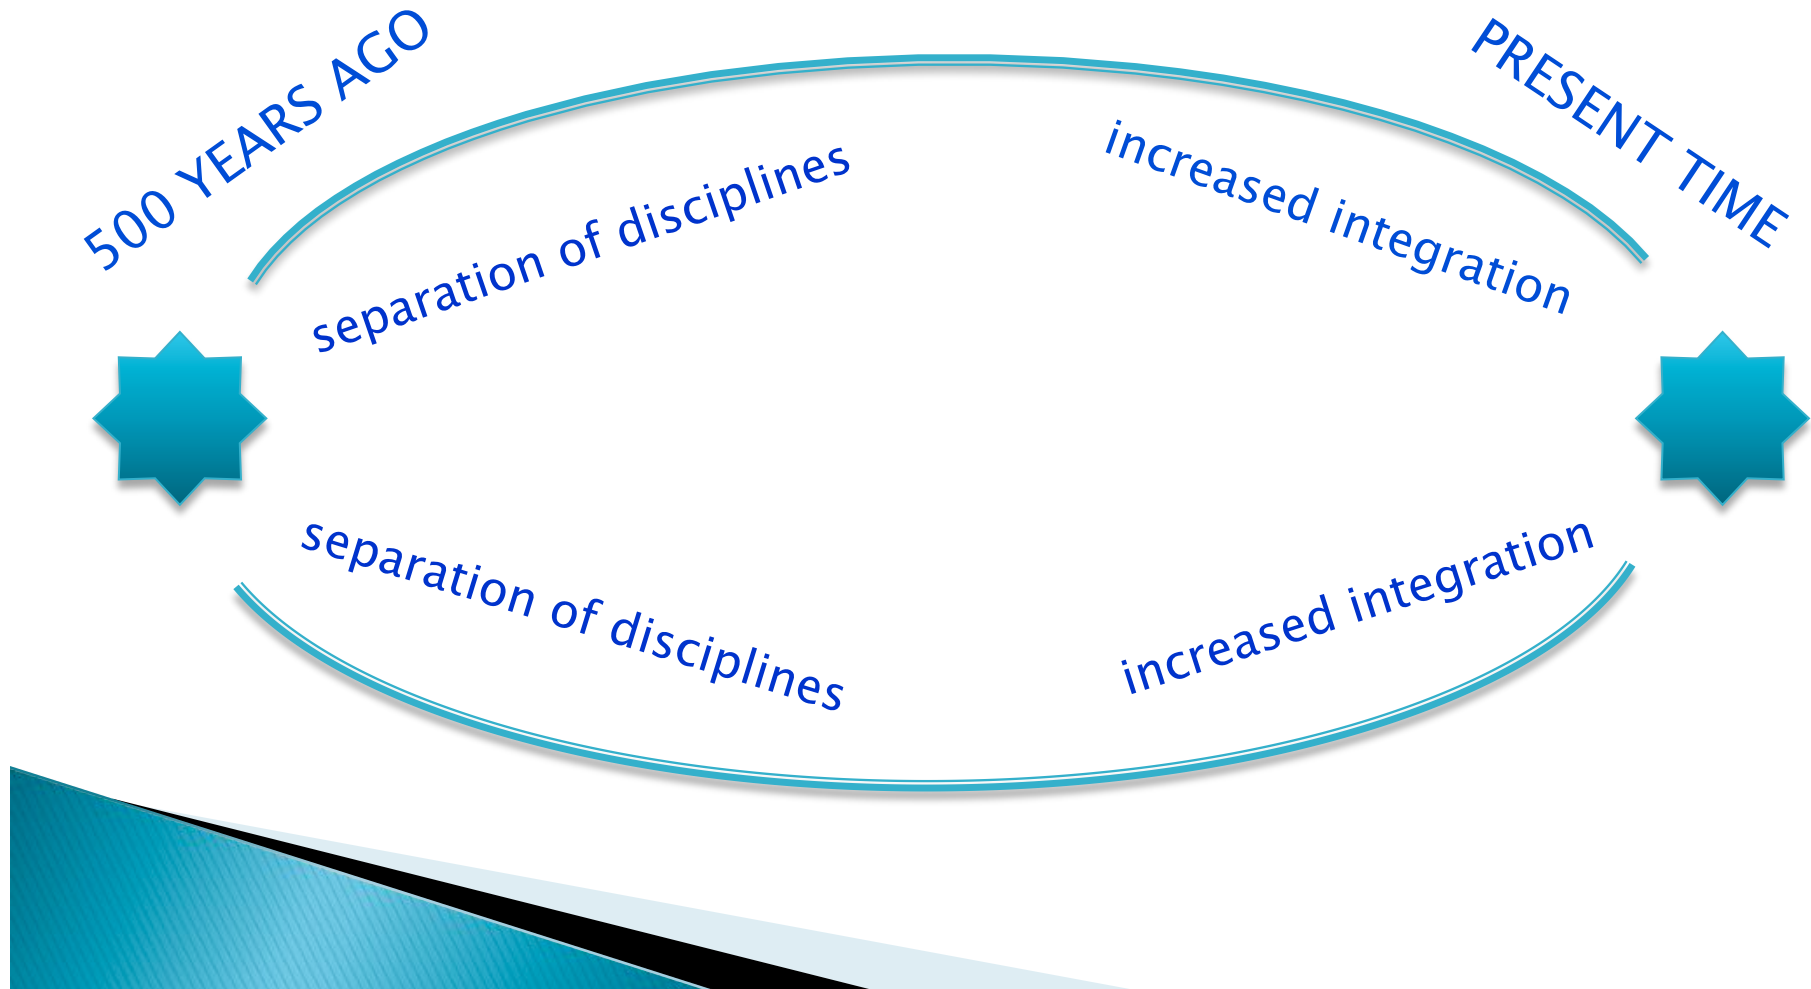 500 YEARS AGO
PRESENT TIME
separation of disciplines
increased integration
separation of disciplines
increased integration